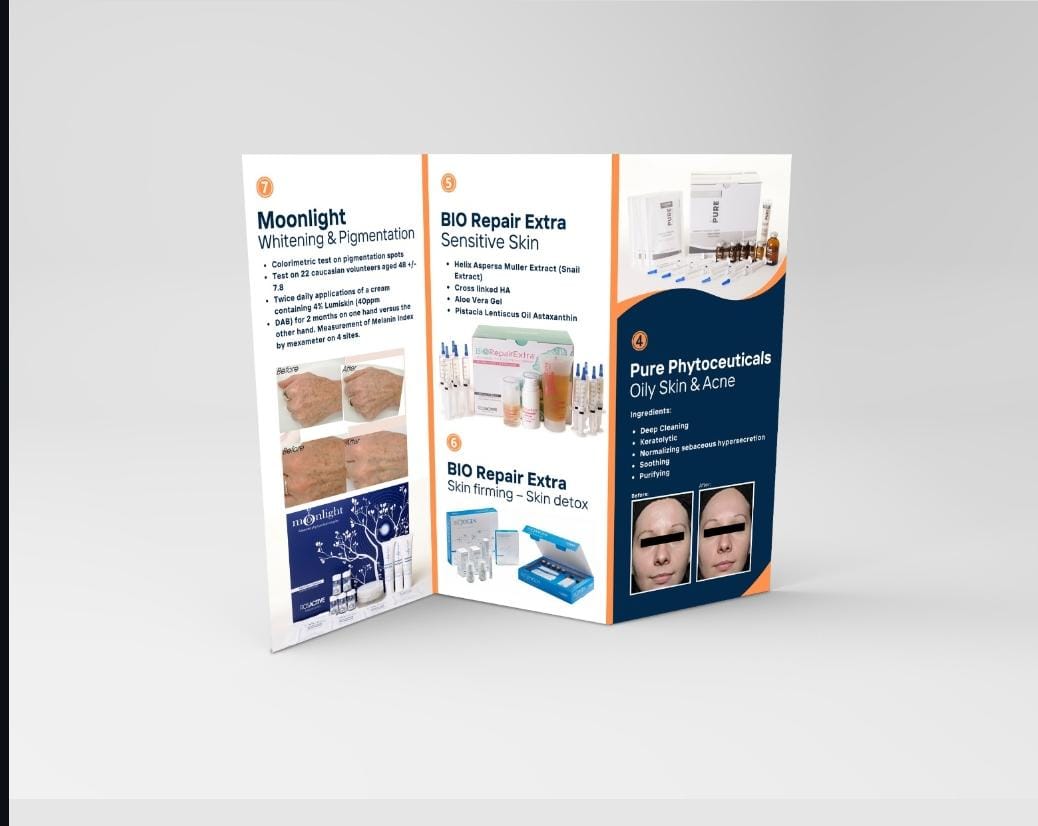 7
Moonlight
Whitening & Pigmentation
• Colorimetric test on pigmentation spots
• Test on 22 caucasian volunteers aged 48 +/-
7.8
• Twice daily applications of a cream
containing 4% Lumiskin (40ppm
• DAB) for 2 months on one hand versus the
other hand. Measurement of Melanin Index
by mexameter on 4 sites.
Before
After
Before
After
moonlight
BIOACTIVE
5
BIO Repair Extra
Sensitive Skin
• Helix Aspersa Muller Extract (Snail
Extract)
• Cross linked HA
• Aloe Vera Gel
• Pistacia Lentiscus Oil Astaxanthin
BIORepairExtra
6
BIO Repair Extra
Skin firming – Skin detox
PURE
PURE
4
Pure Phytoceuticals
Oily Skin & Acne
Ingredients:
• Deep Cleaning
• Keratolytic
• Normalizing sebaceous hypersecretion
• Soothing
• Purifying
Before:
After: